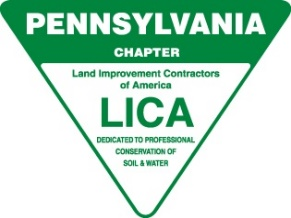 PENNSYLVANIA
CHAPTER
Land Improvement Contractors
of America
LICA
DEDICATED TO PROFESSIONAL
CONSERVATION OF
SOIL & WATER